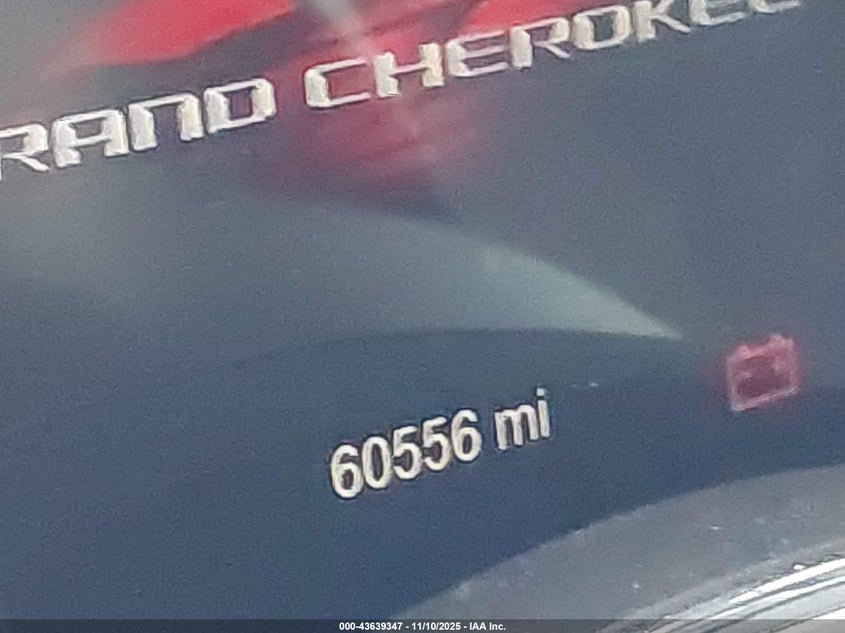 RAND CHEROKEE
60556 mi
000-43639347 - 11/10/2025 - IAA Inc.